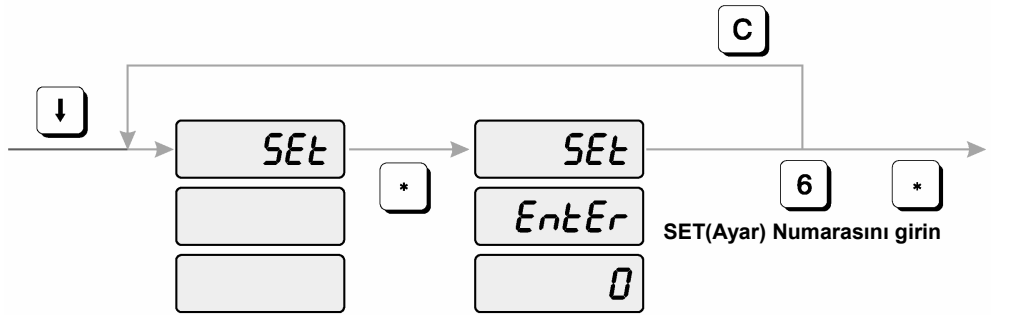 C
↓
SEt SEt
* 6 *
EntEr
SET(Ayar) Numarasını girin
0